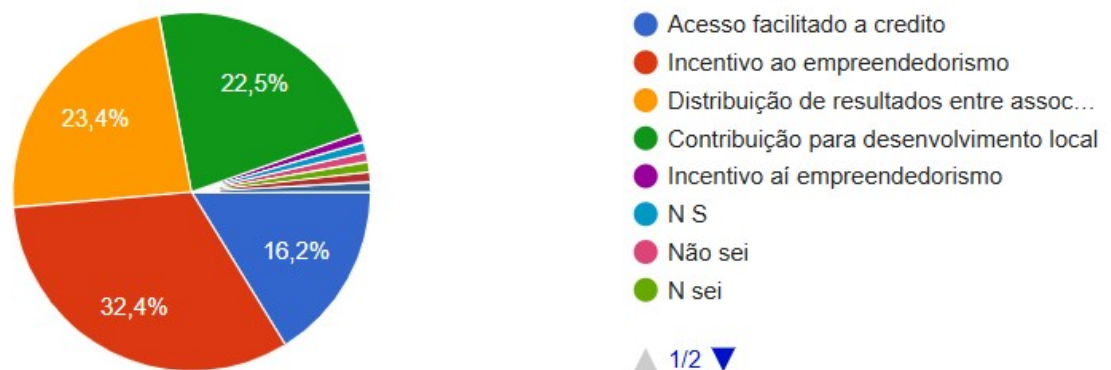 22,5%
23,4%
16,2%
32,4%
Acesso facilitado a credito
Incentivo ao empreendedorismo
Distribuição de resultados entre assoc...
Contribuição para desenvolvimento local
Incentivo aí empreendedorismo
N S
Não sei
N sei
1/2